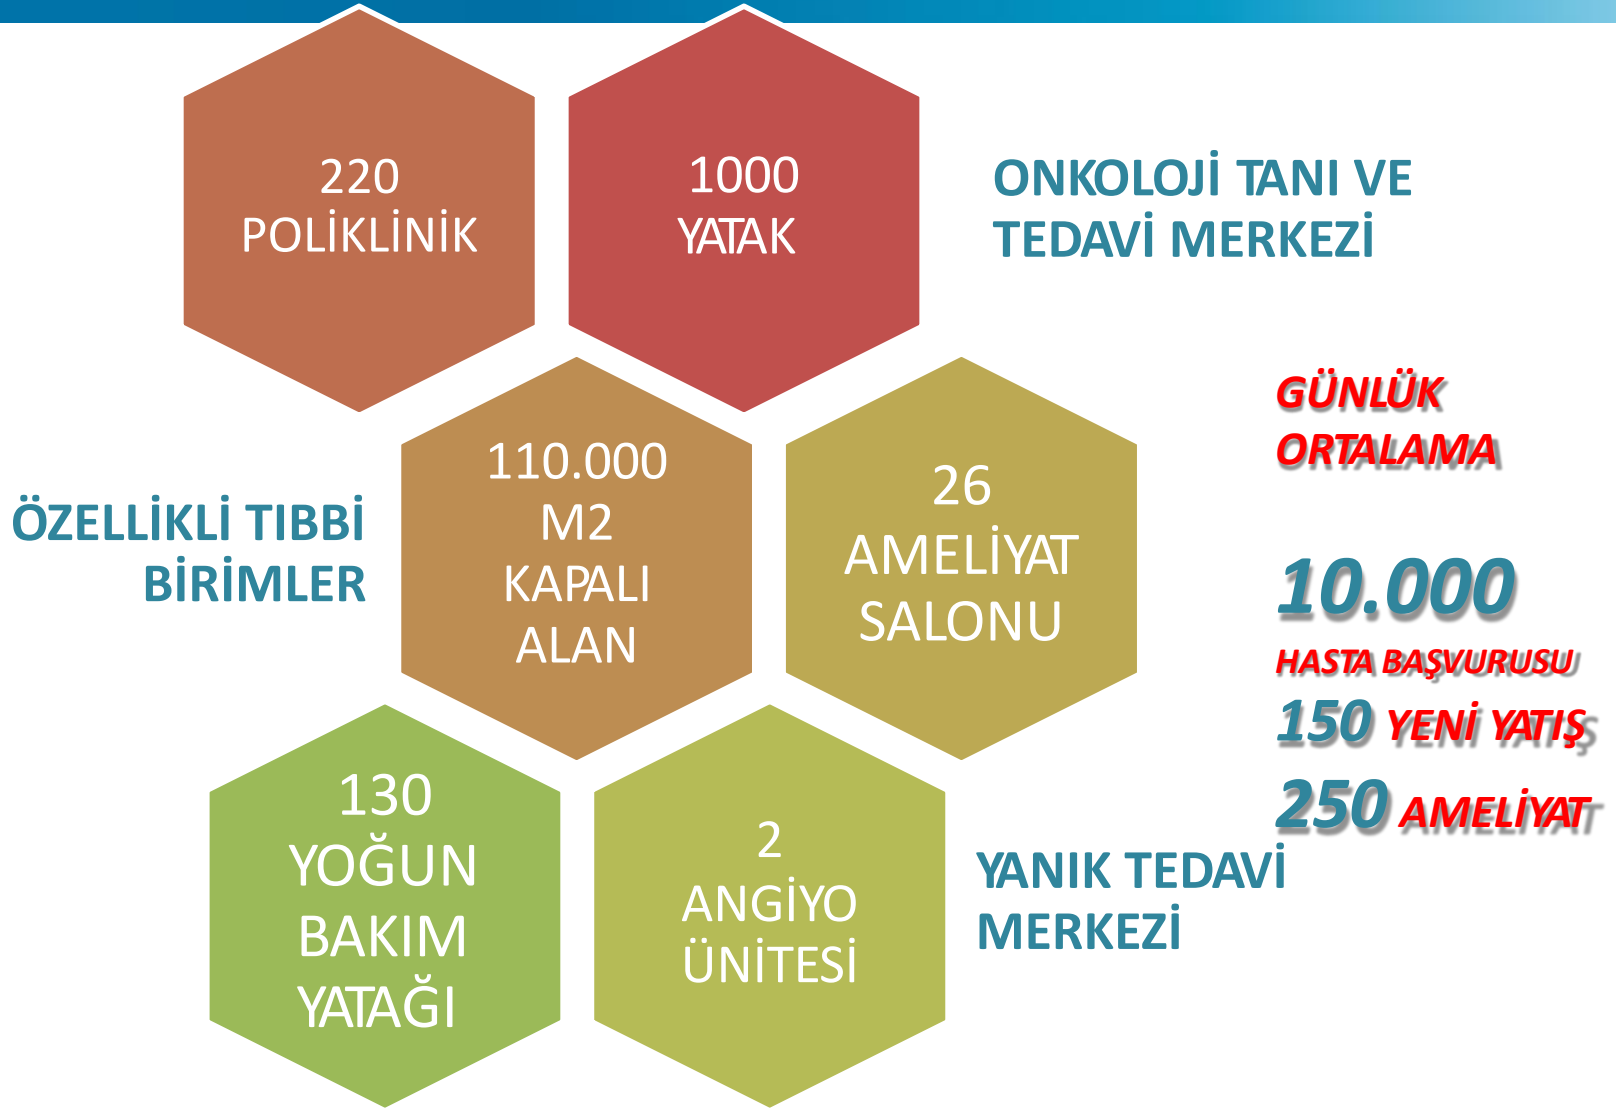 220
POLİKLİNİK
1000
YATAK
ONKOLOJİ TANI VE
TEDAVİ MERKEZİ
ÖZELLİKLİ TIBBİ
BİRİMLER
110.000
M2
KAPALI
ALAN
26
AMELİYAT
SALONU
130
YOĞUN
BAKIM
YATAĞI
2
ANGİYO
ÜNİTESİ
YANIK TEDAVİ
MERKEZİ
GÜNLÜK
ORTALAMA
10.000
HASTA BAŞVURUSU
150 YENİ YATIŞ
250 AMELİYAT